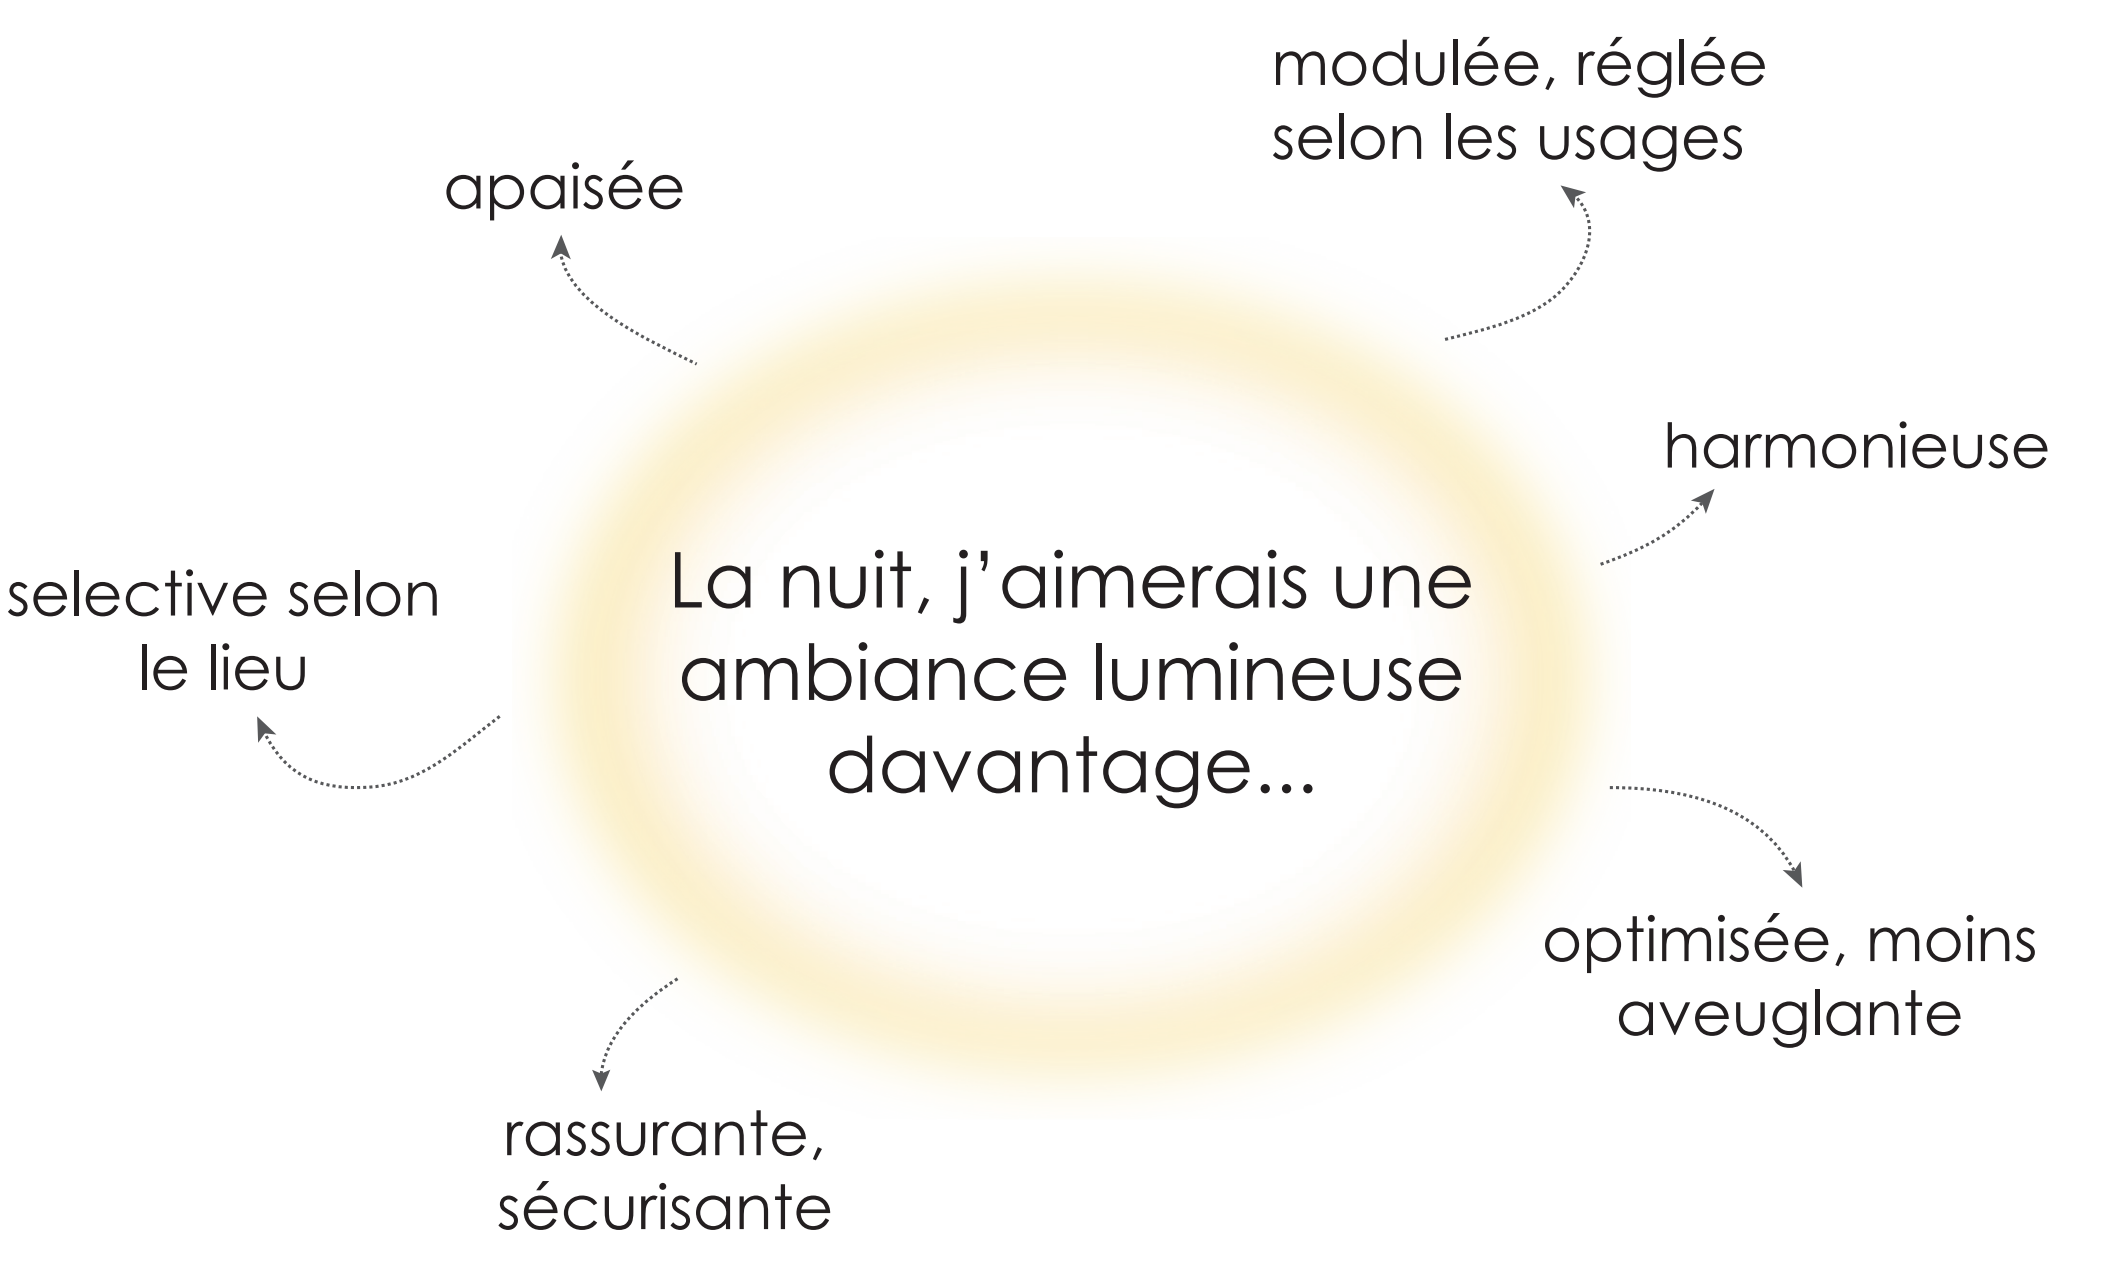 modulée, réglée
selon les usages
apaisée
harmonieuse
La nuit, j’aimerais une
ambiance lumineuse
davantage...
selective selon
le lieu
optimisée, moins
aveuglante
rassurante,
sécurisante